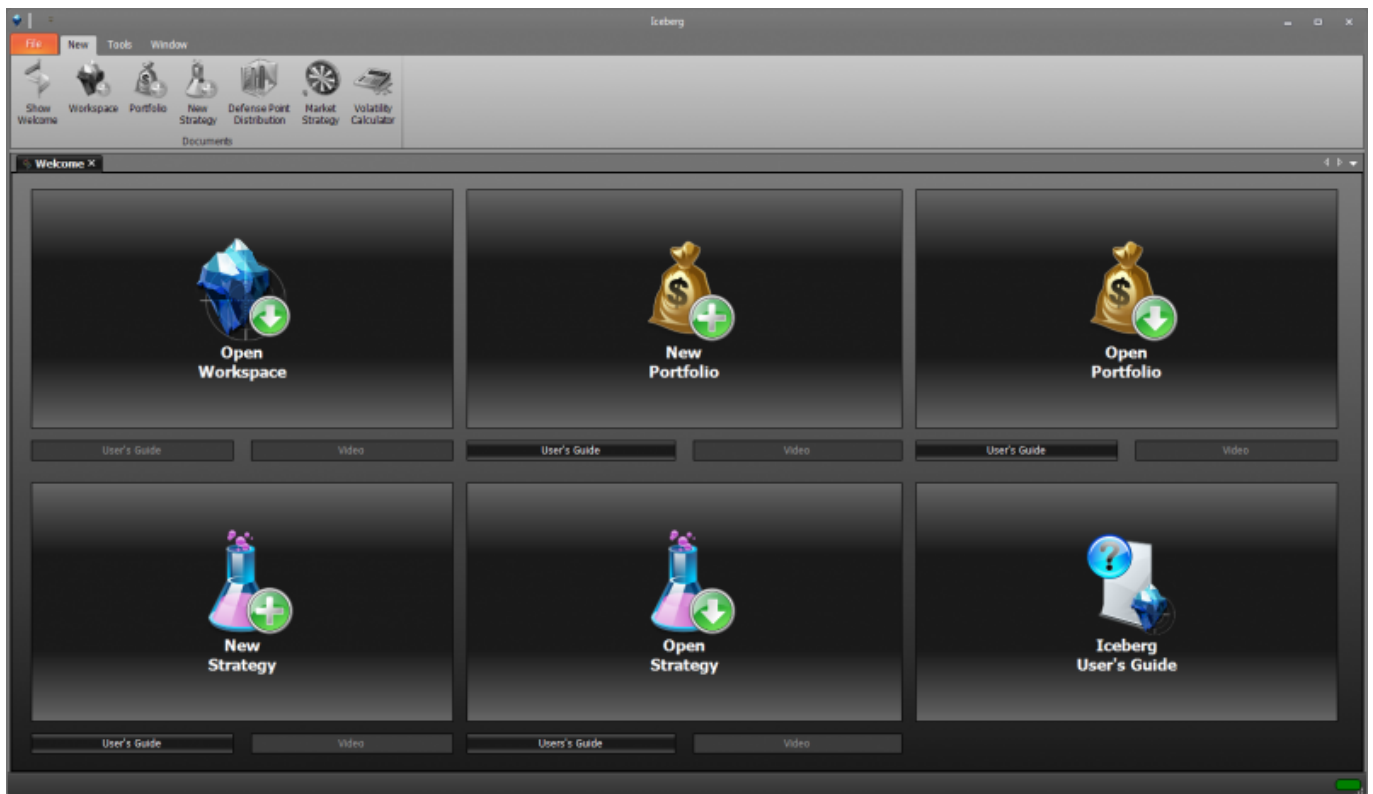 Iceberg
File New Tools Window
Show Welcome
Workspace
Portfolio
New Strategy
Defense Point Distribution
Market Strategy
Volatility Calculator
Documents
Welcome
$
$
Open
Workspace
New
Portfolio
Open
Portfolio
User's Guide Video User's Guide Video User's Guide Video
?
New
Strategy
Open
Strategy
Iceberg
User's Guide
User's Guide Video Users's Guide Video